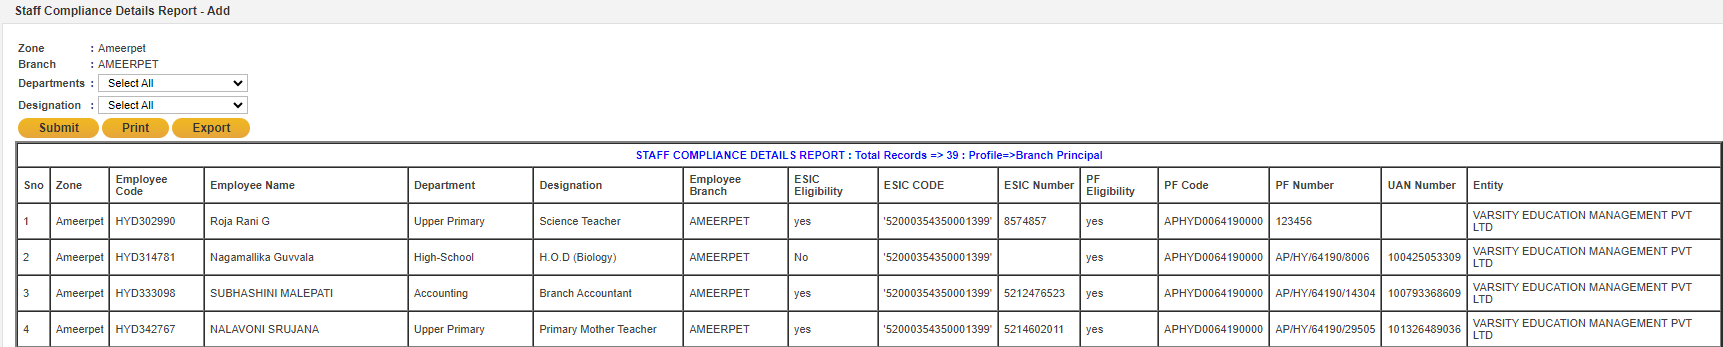 Staff Compliance Details Report - Add
Zone : Ameerpet
Branch : AMEERPET
Departments : Select All
Designation : Select All
Submit Print Export
STAFF COMPLIANCE DETAILS REPORT : Total Records => 39 : Profile=>Branch Principal
Sno Zone Employee Code Employee Name Department Designation Employee Branch ESIC Eligibility ESIC CODE ESIC Number PF Eligibility PF Code PF Number UAN Number Entity
1 Ameerpet HYD302990 Roja Rani G Upper Primary Science Teacher AMEERPET yes '52000354350001399' 8574857 yes APHYD0064190000 123456 VARSITY EDUCATION MANAGEMENT PVT LTD
2 Ameerpet HYD314781 Nagamallika Guvvala High-School H.O.D (Biology) AMEERPET No '52000354350001399' yes APHYD0064190000 AP/HY/64190/8006 100425053309 VARSITY EDUCATION MANAGEMENT PVT LTD
3 Ameerpet HYD333098 SUBHASHINI MALEPATI Accounting Branch Accountant AMEERPET yes '52000354350001399' 5212476523 yes APHYD0064190000 AP/HY/64190/14304 100793368609 VARSITY EDUCATION MANAGEMENT PVT LTD
4 Ameerpet HYD342767 NALAVONI SRUJANA Upper Primary Primary Mother Teacher AMEERPET yes '52000354350001399' 5214602011 yes APHYD0064190000 AP/HY/64190/29505 101326489036 VARSITY EDUCATION MANAGEMENT PVT LTD